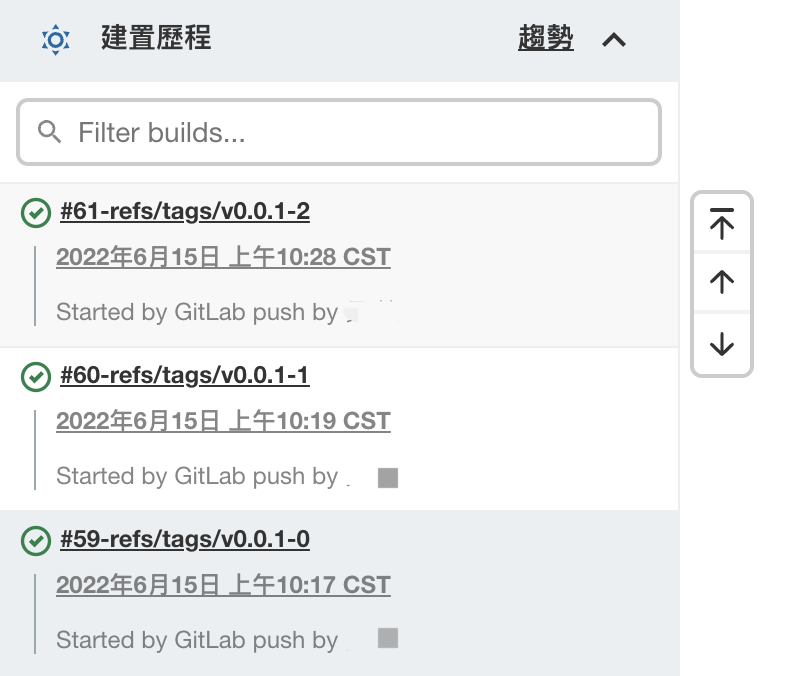 建置歷程
趨勢
Filter builds...
#61-refs/tags/v0.0.1-2
2022年6月15日 上午10:28 CST
Started by GitLab push by
#60-refs/tags/v0.0.1-1
2022年6月15日 上午10:19 CST
Started by GitLab push by
#59-refs/tags/v0.0.1-0
2022年6月15日 上午10:17 CST
Started by GitLab push by